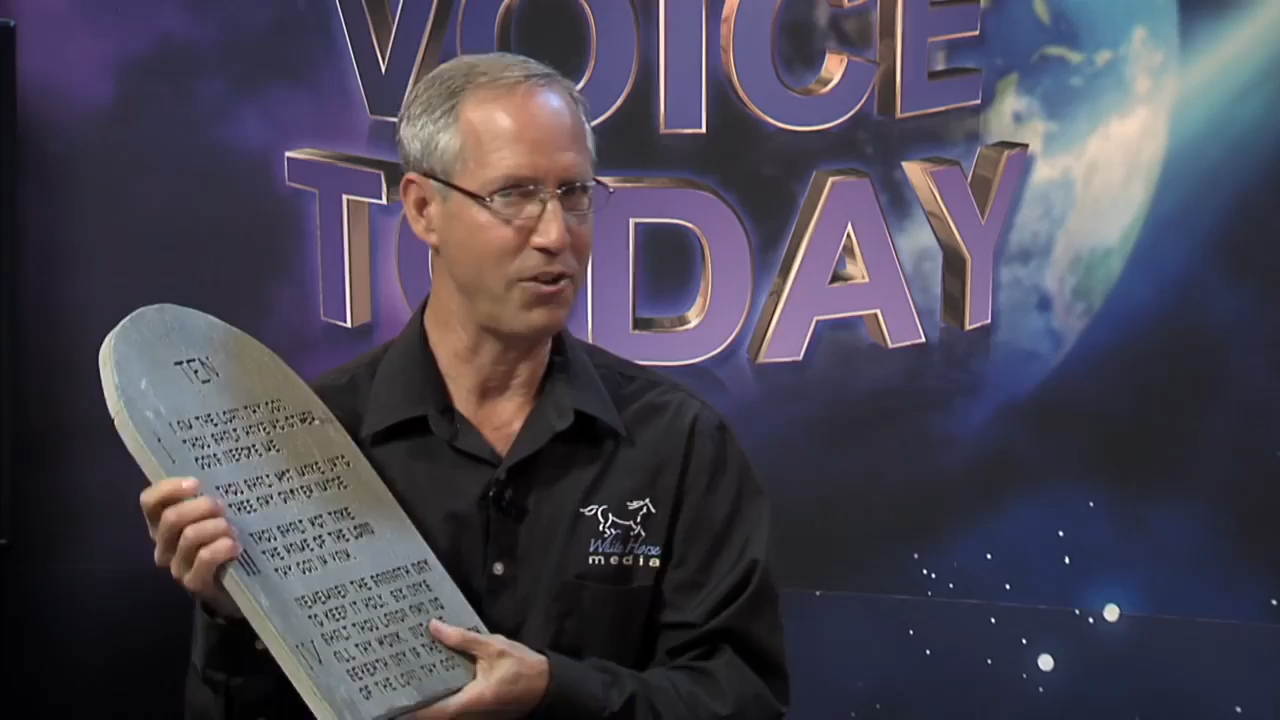 VOICE
TODAY
TEN
I
I AM THE LORD THY GOD,
THOU SHALT HAVE NO OTHER
GODS BEFORE ME
THOU SHALT NOT MAKE UNTO
THEE ANY GRAVEN IMAGE
III
THOU SHALT NOT TAKE
THE NAME OF THE LORD
THY GOD IN VAIN
REMEMBER THE SABBATH DAY
TO KEEP IT HOLY. SIX DAYS
IV
SHALT THOU LABOR AND DO
ALL THY WORK. BUT THE
SEVENTH DAY IS THE
OF THE LORD THY GOD
White Horse
media